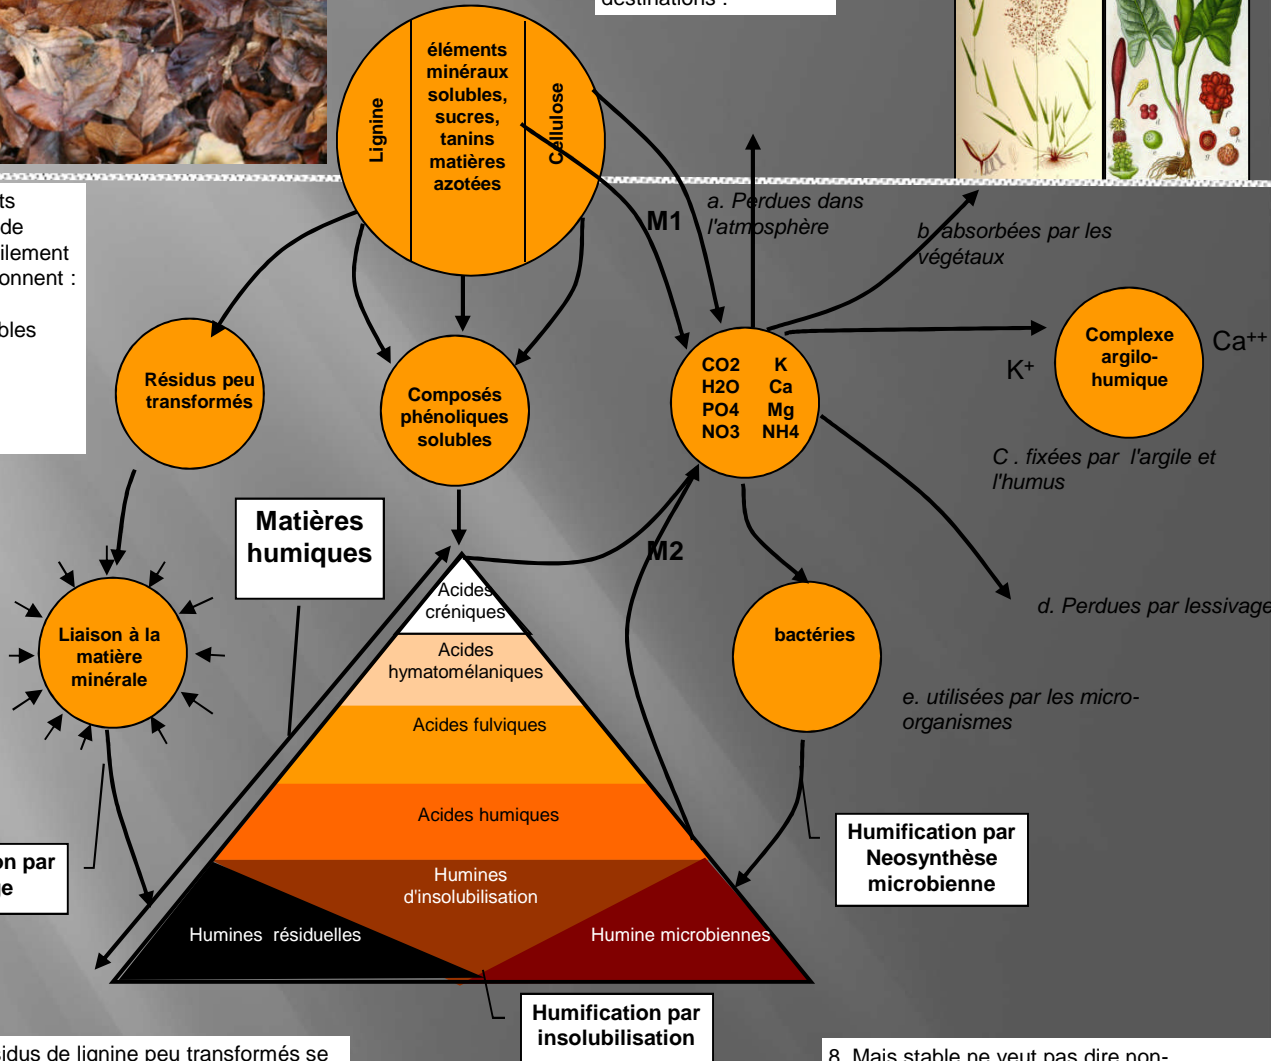 destinations :
éléments
minéraux
solubles,
sucres,
tanins
matières
azotées
Lignine
Cellulose
ts
de
ilement
onnent :
bles
M1
a. Perdues dans
l'atmosphère
b. absorbées par les
végétaux
Résidus peu
transformés
Composés
phénoliques
solubles
CO2 K
H2O Ca
PO4 Mg
NO3 NH4
Complexe
argilo-
humique
K+
Ca++
C . fixées par l'argile et
l'humus
Matières
humiques
M2
d. Perdues par lessivage
Liaison à la
matière
minérale
bactéries
e. utilisées par les micro-
organismes
Acides
créniques
Acides
hymatomélaniques
Acides fulviques
Acides humiques
Humines
d'insolubilisation
Humines résiduelles
Humine microbiennes
on par
ge
Humification par
Neosynthèse
microbienne
Humification par
insolubilisation
sidus de lignine peu transformés se
8. Mais stable ne veut pas dire non-